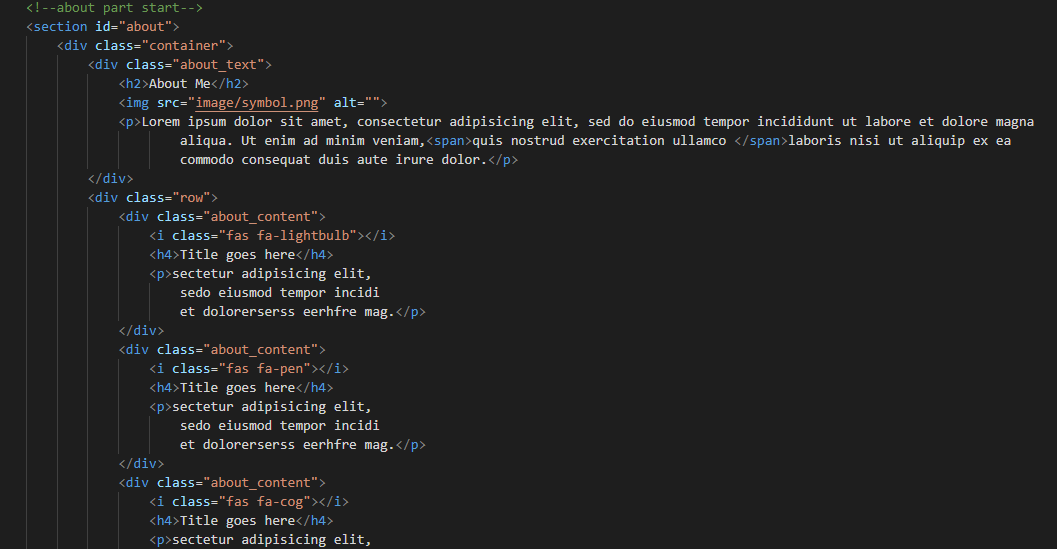 <!--about part start-->
<section id="about">
<div class="container">
<div class="about_text">
<h2>About Me</h2>
<img src="image/symbol.png" alt="">
<p>Lorem ipsum dolor sit amet, consectetur adipisicing elit, sed do eiusmod tempor incididunt ut labore et dolore magna
aliqua. Ut enim ad minim veniam,<span>quis nostrud exercitation ullamco </span>laboris nisi ut aliquip ex ea
commodo consequat duis aute irure dolor.</p>
</div>
<div class="row">
<div class="about_content">
<i class="fas fa-lightbulb"></i>
<h4>Title goes here</h4>
<p>sectetur adipisicing elit,
sedo eiusmod tempor incidi
et dolorerserss eerhfre mag.</p>
</div>
<div class="about_content">
<i class="fas fa-pen"></i>
<h4>Title goes here</h4>
<p>sectetur adipisicing elit,
sedo eiusmod tempor incidi
et dolorerserss eerhfre mag.</p>
</div>
<div class="about_content">
<i class="fas fa-cog"></i>
<h4>Title goes here</h4>
<p>sectetur adipisicing elit,